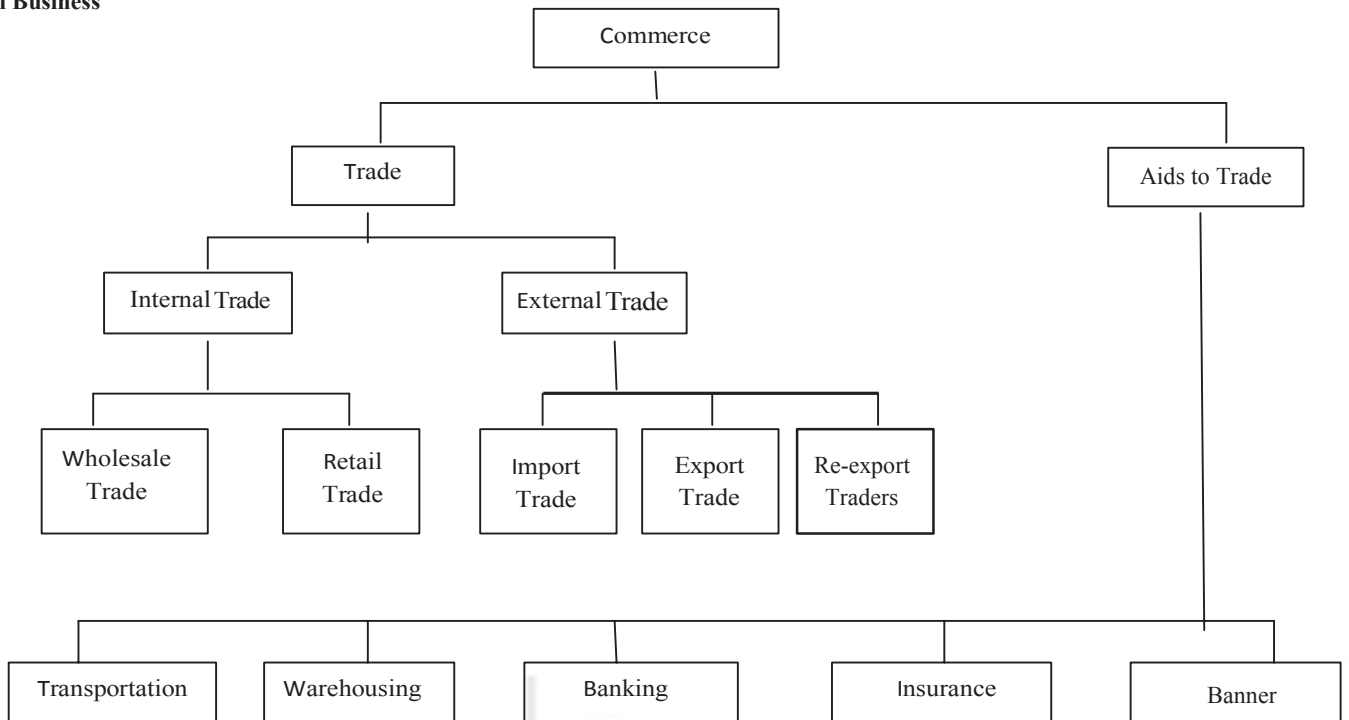 Business
Commerce
Trade
Aids to Trade
Internal Trade
External Trade
Wholesale
Trade
Retail
Trade
Import
Trade
Export
Trade
Re-export
Traders
Transportation
Warehousing
Banking
Insurance
Banner